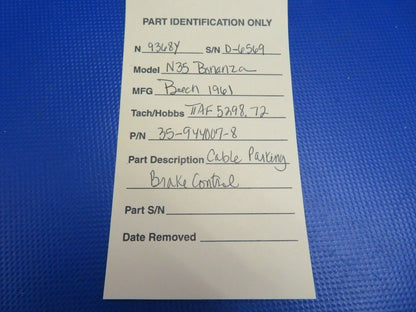 PART IDENTIFICATION ONLY
N 9368Y S/N D-6569
Model N35 Bonanza
MFG Beech 1961
Tach/Hobbs TTAF 5298.72
P/N 35-944007-8
Part Description Cable Parking
Brake Control
Part S/N
Date Removed